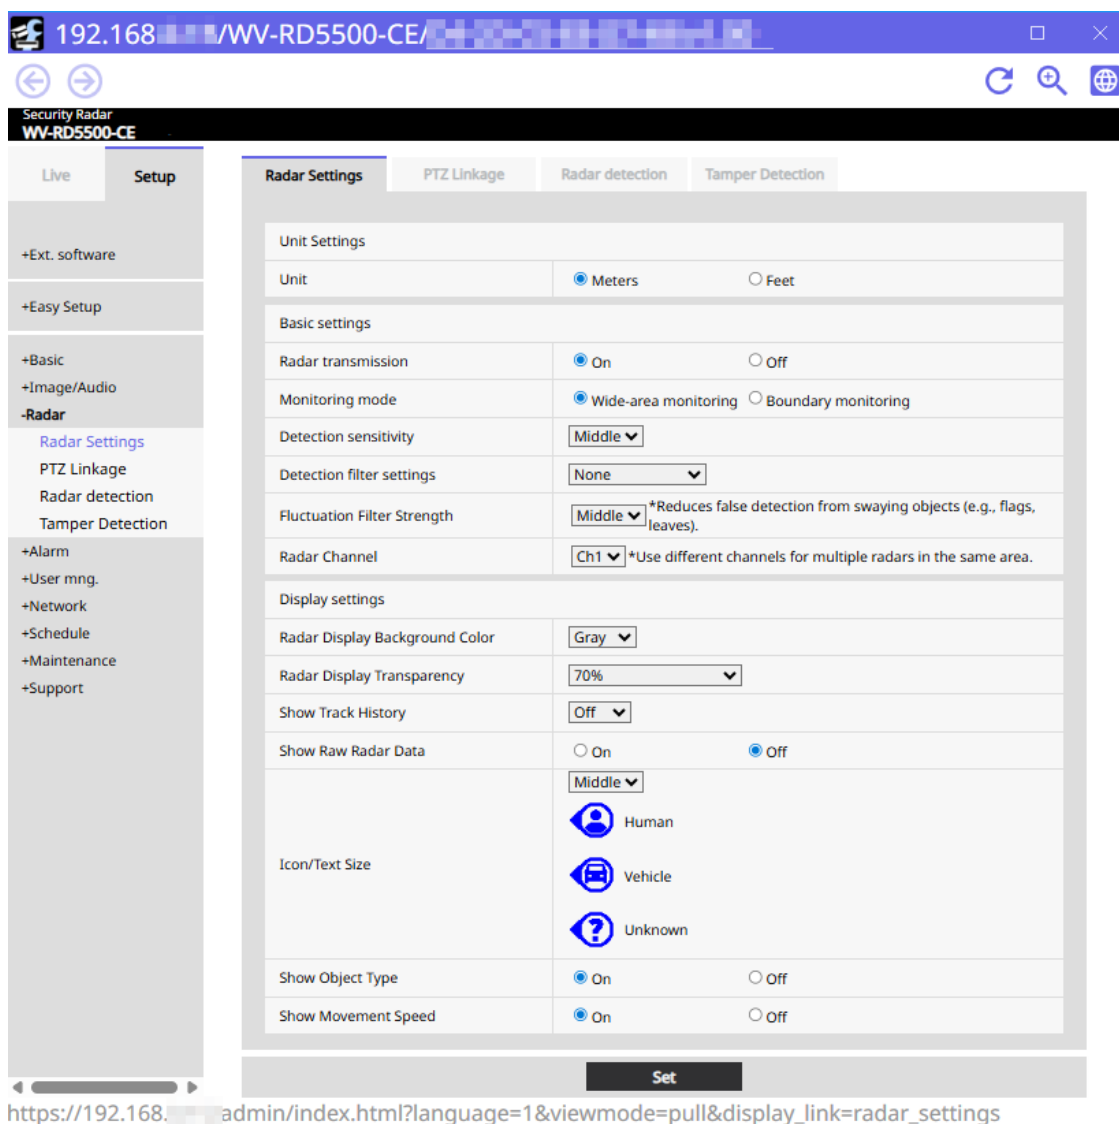 192.168 /WV-RD5500-CE/
Security Radar
WV-RD5500-CE
Live
Setup
Radar Settings
PTZ Linkage
Radar detection
Tamper Detection
+Ext. software
+Easy Setup
+Basic
+Image/Audio
-Radar
Radar Settings
PTZ Linkage
Radar detection
Tamper Detection
+Alarm
+User mng.
+Network
+Schedule
+Maintenance
+Support
Unit Settings
Unit Meters Feet
Basic settings
Radar transmission On Off
Monitoring mode Wide-area monitoring Boundary monitoring
Detection sensitivity Middle
Detection filter settings None
Fluctuation Filter Strength Middle *Reduces false detection from swaying objects (e.g., flags,
leaves).
Radar Channel Ch1 *Use different channels for multiple radars in the same area.
Display settings
Radar Display Background Color Gray
Radar Display Transparency 70%
Show Track History Off
Show Raw Radar Data On Off
Icon/Text Size Middle
Human
Vehicle
Unknown
Show Object Type On Off
Show Movement Speed On Off
Set
https://192.168. admin/index.html?language=1&viewmode=pull&display_link=radar_settings